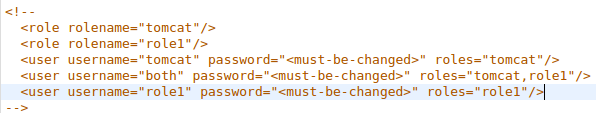 <!--
<role rolename="tomcat"/>
<role rolename="role1"/>
<user username="tomcat" password="<must-be-changed>" roles="tomcat"/>
<user username="both" password="<must-be-changed>" roles="tomcat,role1"/>
<user username="role1" password="<must-be-changed>" roles="role1"/>
-->